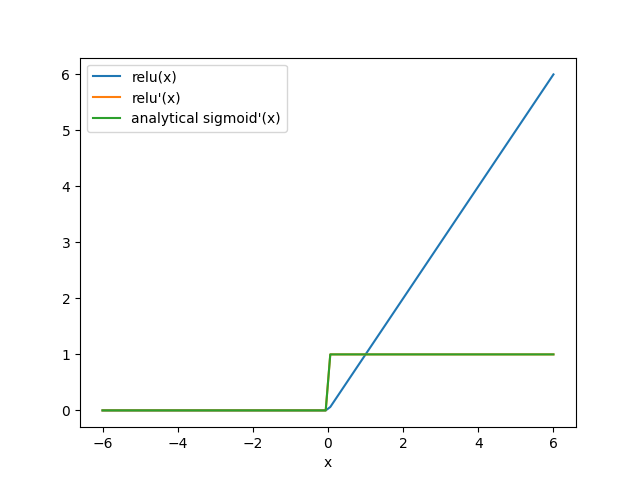 relu(x)
relu'(x)
analytical sigmoid'(x)
6
5
4
3
2
1
0
−6 −4 −2 0 2 4 6
x